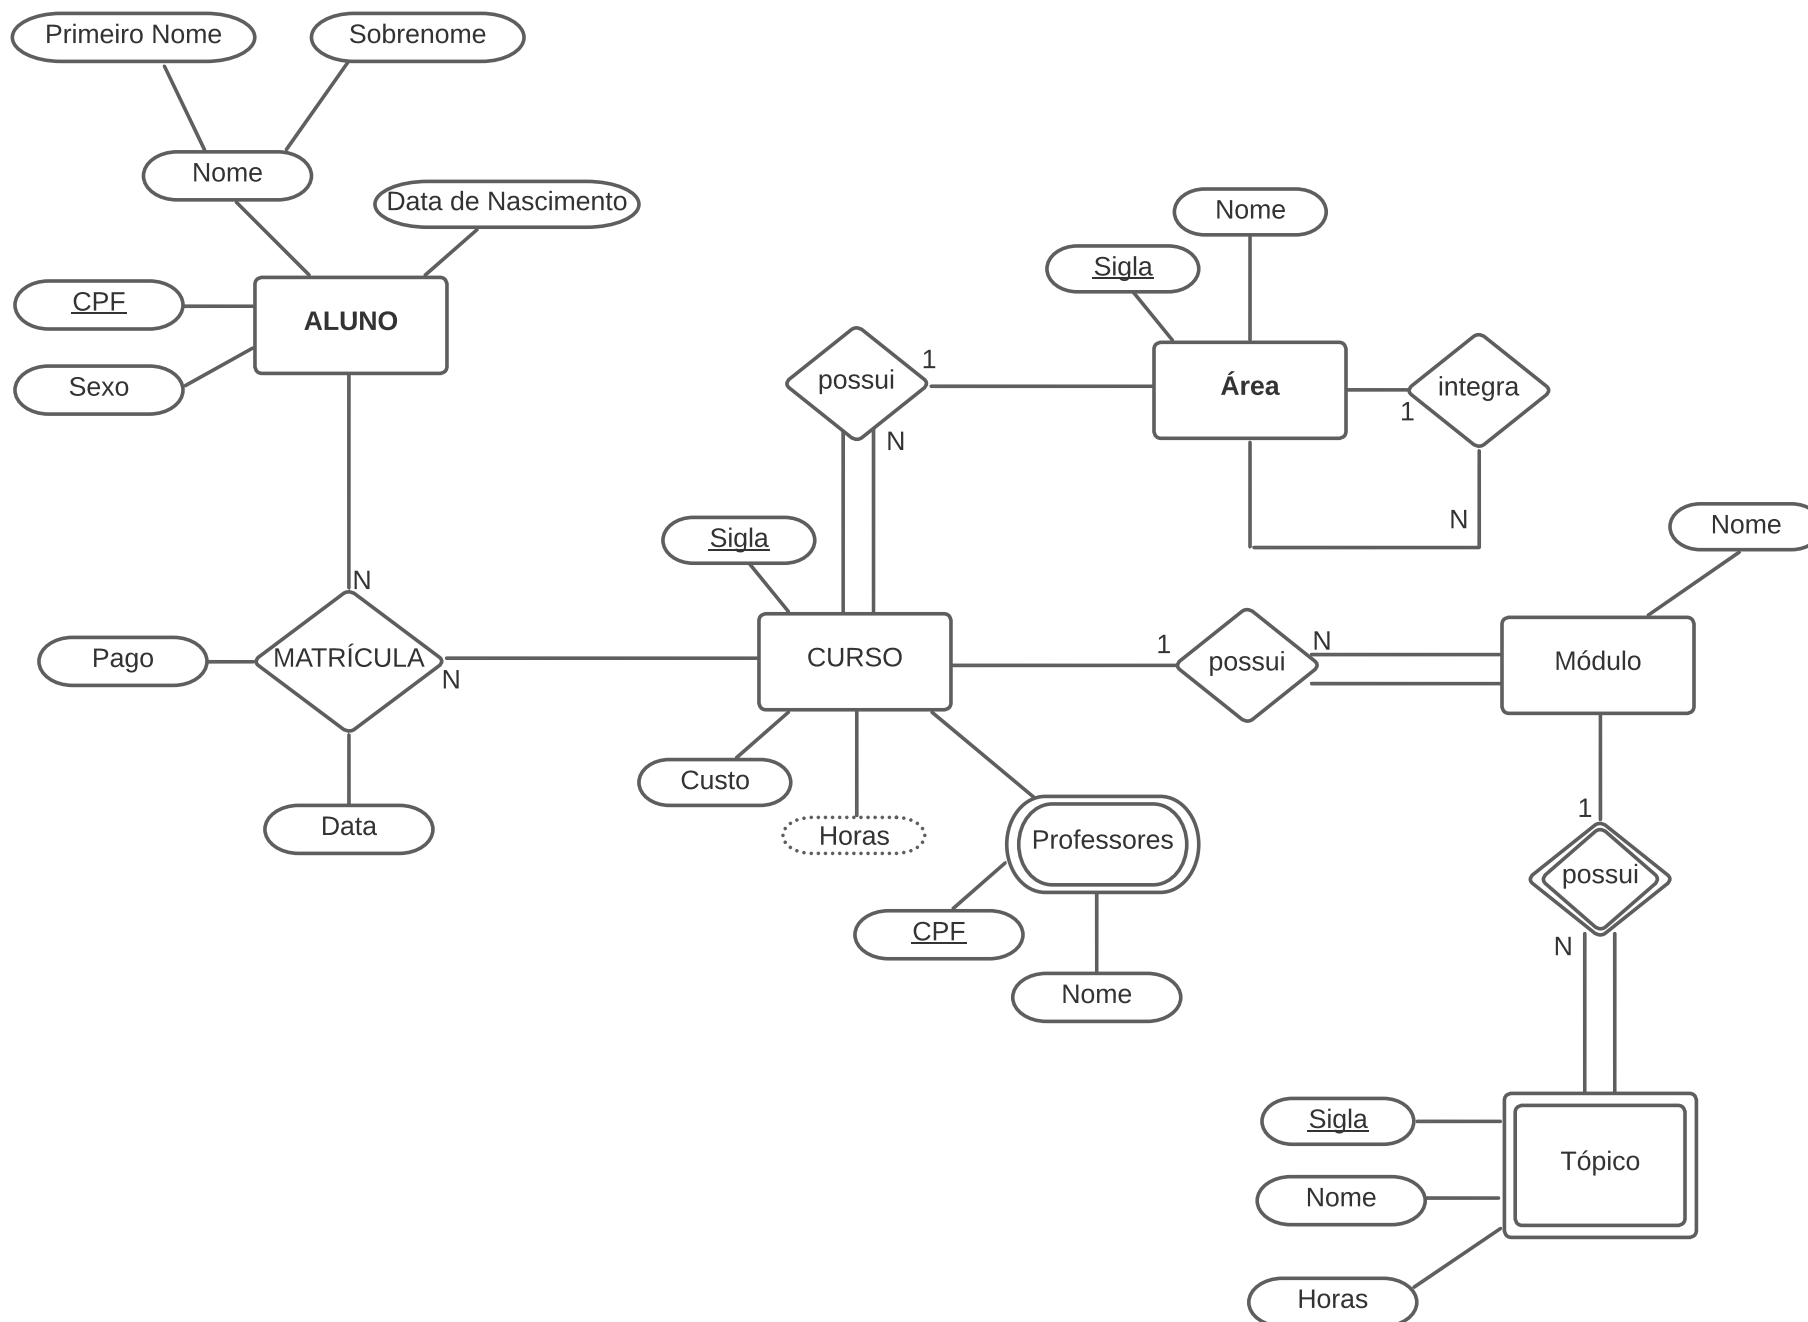 Primeiro Nome
Sobrenome
Nome
Data de Nascimento
CPF
ALUNO
Sexo
Nome
Sigla
possui
1
Área
integra
1
N
N
Sigla
Nome
N
Pago
MATRÍCULA
N
CURSO
1
possui
N
Módulo
Custo
Horas
Professores
Data
1
possui
CPF
N
Nome
Sigla
Tópico
Nome
Horas